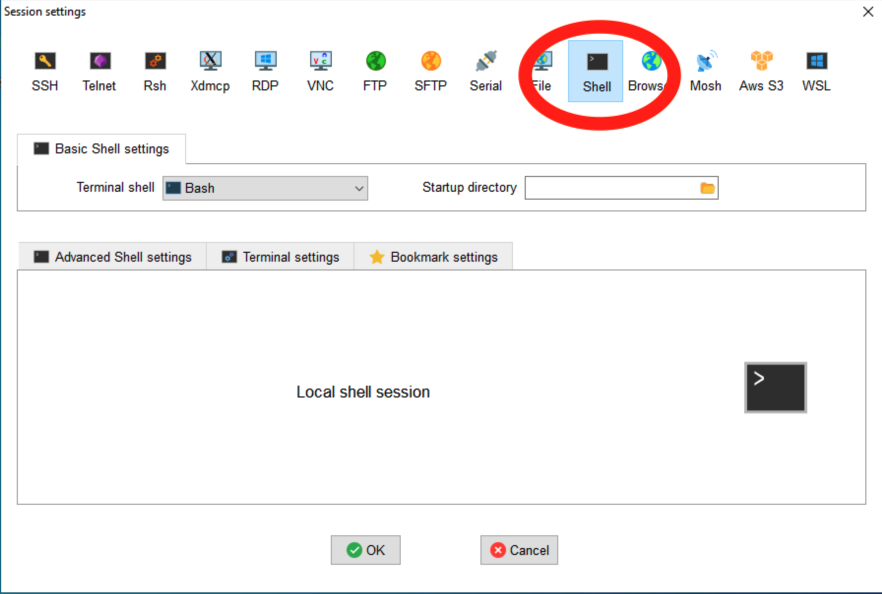 Session settings
SSH Telnet Rsh Xdmcp RDP VNC FTP SFTP Serial File Shell Browse Mosh Aws S3 WSL
Basic Shell settings
Terminal shell Bash Startup directory
Advanced Shell settings Terminal settings Bookmark settings
Local shell session
OK Cancel